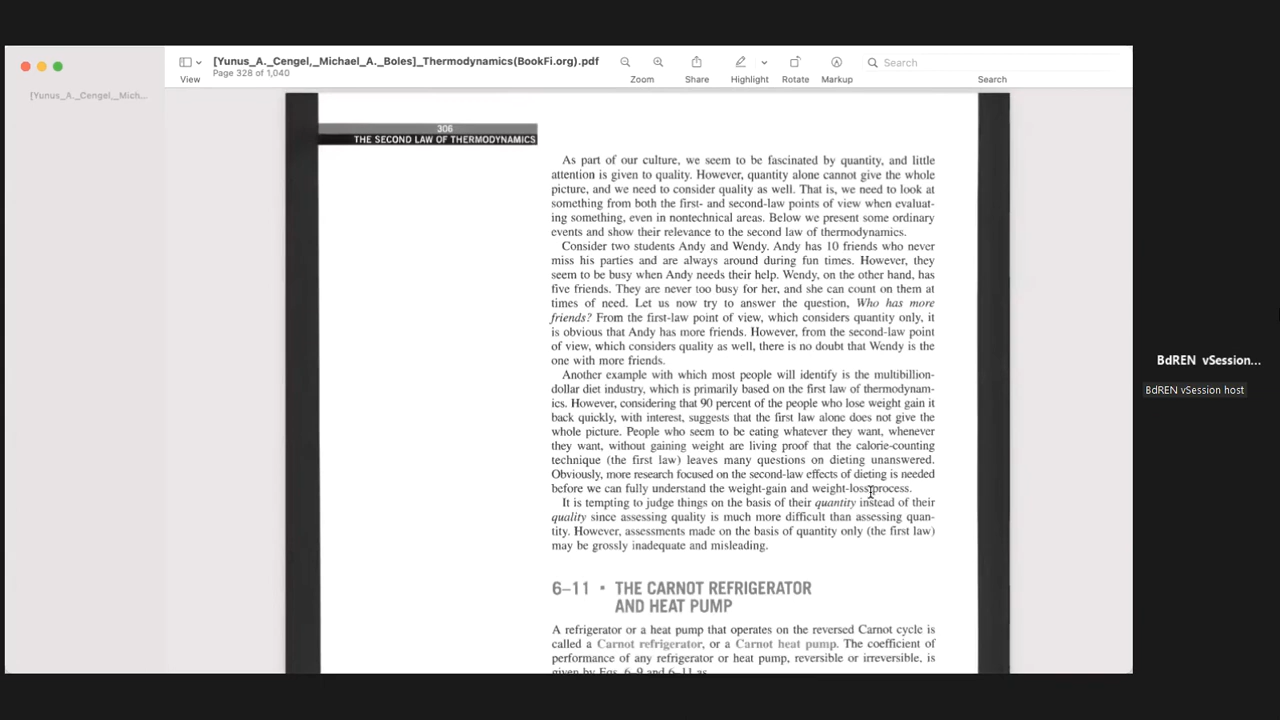 [Yunus_A._Cengel,_Michael_A._Boles]_Thermodynamics(BookFi.org).pdf
Page 328 of 1,040
View
Zoom
Share
Highlight
Rotate
Markup
Search
Search
[Yunus_A._Cengel,_Mich...
306
THE SECOND LAW OF THERMODYNAMICS
As part of our culture, we seem to be fascinated by quantity, and little
attention is given to quality. However, quantity alone cannot give the whole
picture, and we need to consider quality as well. That is, we need to look at
something from both the first- and second-law points of view when evaluat-
ing something, even in nontechnical areas. Below we present some ordinary
events and show their relevance to the second law of thermodynamics.
Consider two students Andy and Wendy. Andy has 10 friends who never
miss his parties and are always around during fun times. However, they
seem to be busy when Andy needs their help. Wendy, on the other hand, has
five friends. They are never too busy for her, and she can count on them at
times of need. Let us now try to answer the question, Who has more
friends? From the first-law point of view, which considers quantity only, it
is obvious that Andy has more friends. However, from the second-law point
of view, which considers quality as well, there is no doubt that Wendy is the
one with more friends.
Another example with which most people will identify is the multibillion-
dollar diet industry, which is primarily based on the first law of thermodynam-
ics. However, considering that 90 percent of the people who lose weight gain it
back quickly, with interest, suggests that the first law alone does not give the
whole picture. People who seem to be eating whatever they want, whenever
they want, without gaining weight are living proof that the calorie-counting
technique (the first law) leaves many questions on dieting unanswered.
Obviously, more research focused on the second-law effects of dieting is needed
before we can fully understand the weight-gain and weight-loss process.
It is tempting to judge things on the basis of their quantity instead of their
quality since assessing quality is much more difficult than assessing quan-
tity. However, assessments made on the basis of quantity only (the first law)
may be grossly inadequate and misleading.
6–11 • THE CARNOT REFRIGERATOR
AND HEAT PUMP
A refrigerator or a heat pump that operates on the reversed Carnot cycle is
called a Carnot refrigerator, or a Carnot heat pump. The coefficient of
performance of any refrigerator or heat pump, reversible or irreversible, is
given by Eqs. 6–9 and 6–11 as
BdREN vSession...
BdREN vSession host